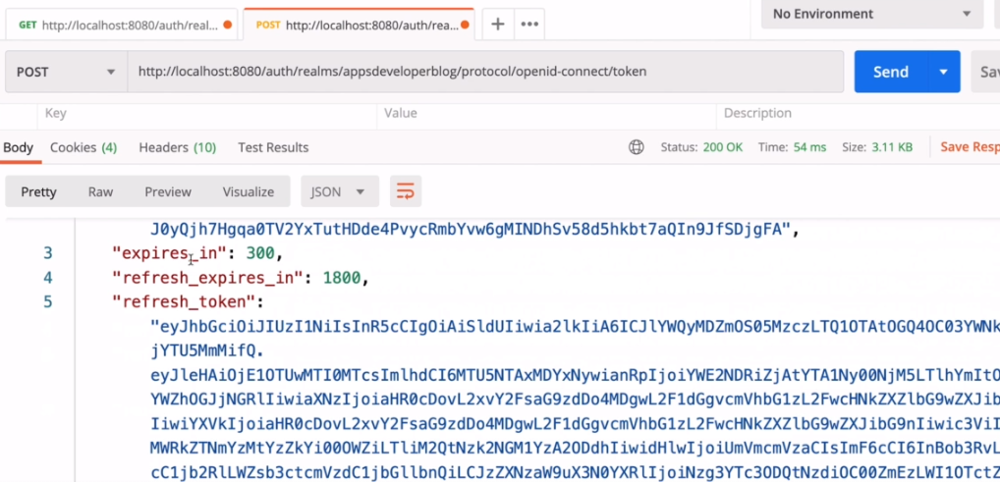 GET http://localhost:8080/auth/real...
POST http://localhost:8080/auth/rea...
No Environment
POST http://localhost:8080/auth/realms/appsdeveloperblog/protocol/openid-connect/token Send Sav
Key Value Description
Body Cookies (4) Headers (10) Test Results Status: 200 OK Time: 54 ms Size: 3.11 KB Save Resp
Pretty Raw Preview Visualize JSON
J0yQjh7Hgqa0TV2YxTutHDde4PvycRmbYvw6gMINDhSv58d5hkbt7aQIn9JfSDjgFA",
3 "expires_in": 300,
4 "refresh_expires_in": 1800,
5 "refresh_token":
"eyJhbGciOiJIUzI1NiIsInR5cCIgOiAiSldUIiwia2lkIiA6ICJlYWQyMDZmOS05MzczLTQ1OTAtOGQ4OC03YWNk
jYTU5MmMifQ.
eyJleHAiOjE1OTUwMTI0MTcsImlhdCI6MTU5NTAxMDYxNywianRpIjoiYWE2NDRiZjAtYTA1Ny00NjM5LTlhYmItO
YWZhOGJjNGRlIiwiaXNzIjoiaHR0cDovL2xvY2FsaG9zdDo4MDgwL2F1dGgvcmVhbG1zL2FwcHNkZXZlbG9wZXJib
IiwiYXVkIjoiaHR0cDovL2xvY2FsaG9zdDo4MDgwL2F1dGgvcmVhbG1zL2FwcHNkZXZlbG9wZXJibG9nIiwic3ViI
MWRkZTNmYzMtYzZkYi00OWZiLTliM2QtNzk2NGM1YzA2ODdhIiwidHlwIjoiUmVmcmVzaCIsImF6cCI6InBob3RvL
cC1jb2RlLWZsb3ctcmVzdC1jbGllbnQiLCJzZXNzaW9uX3N0YXRlIjoiNzg3YTc3ODQtNzdiOC00ZmEzLWI1OTctZ